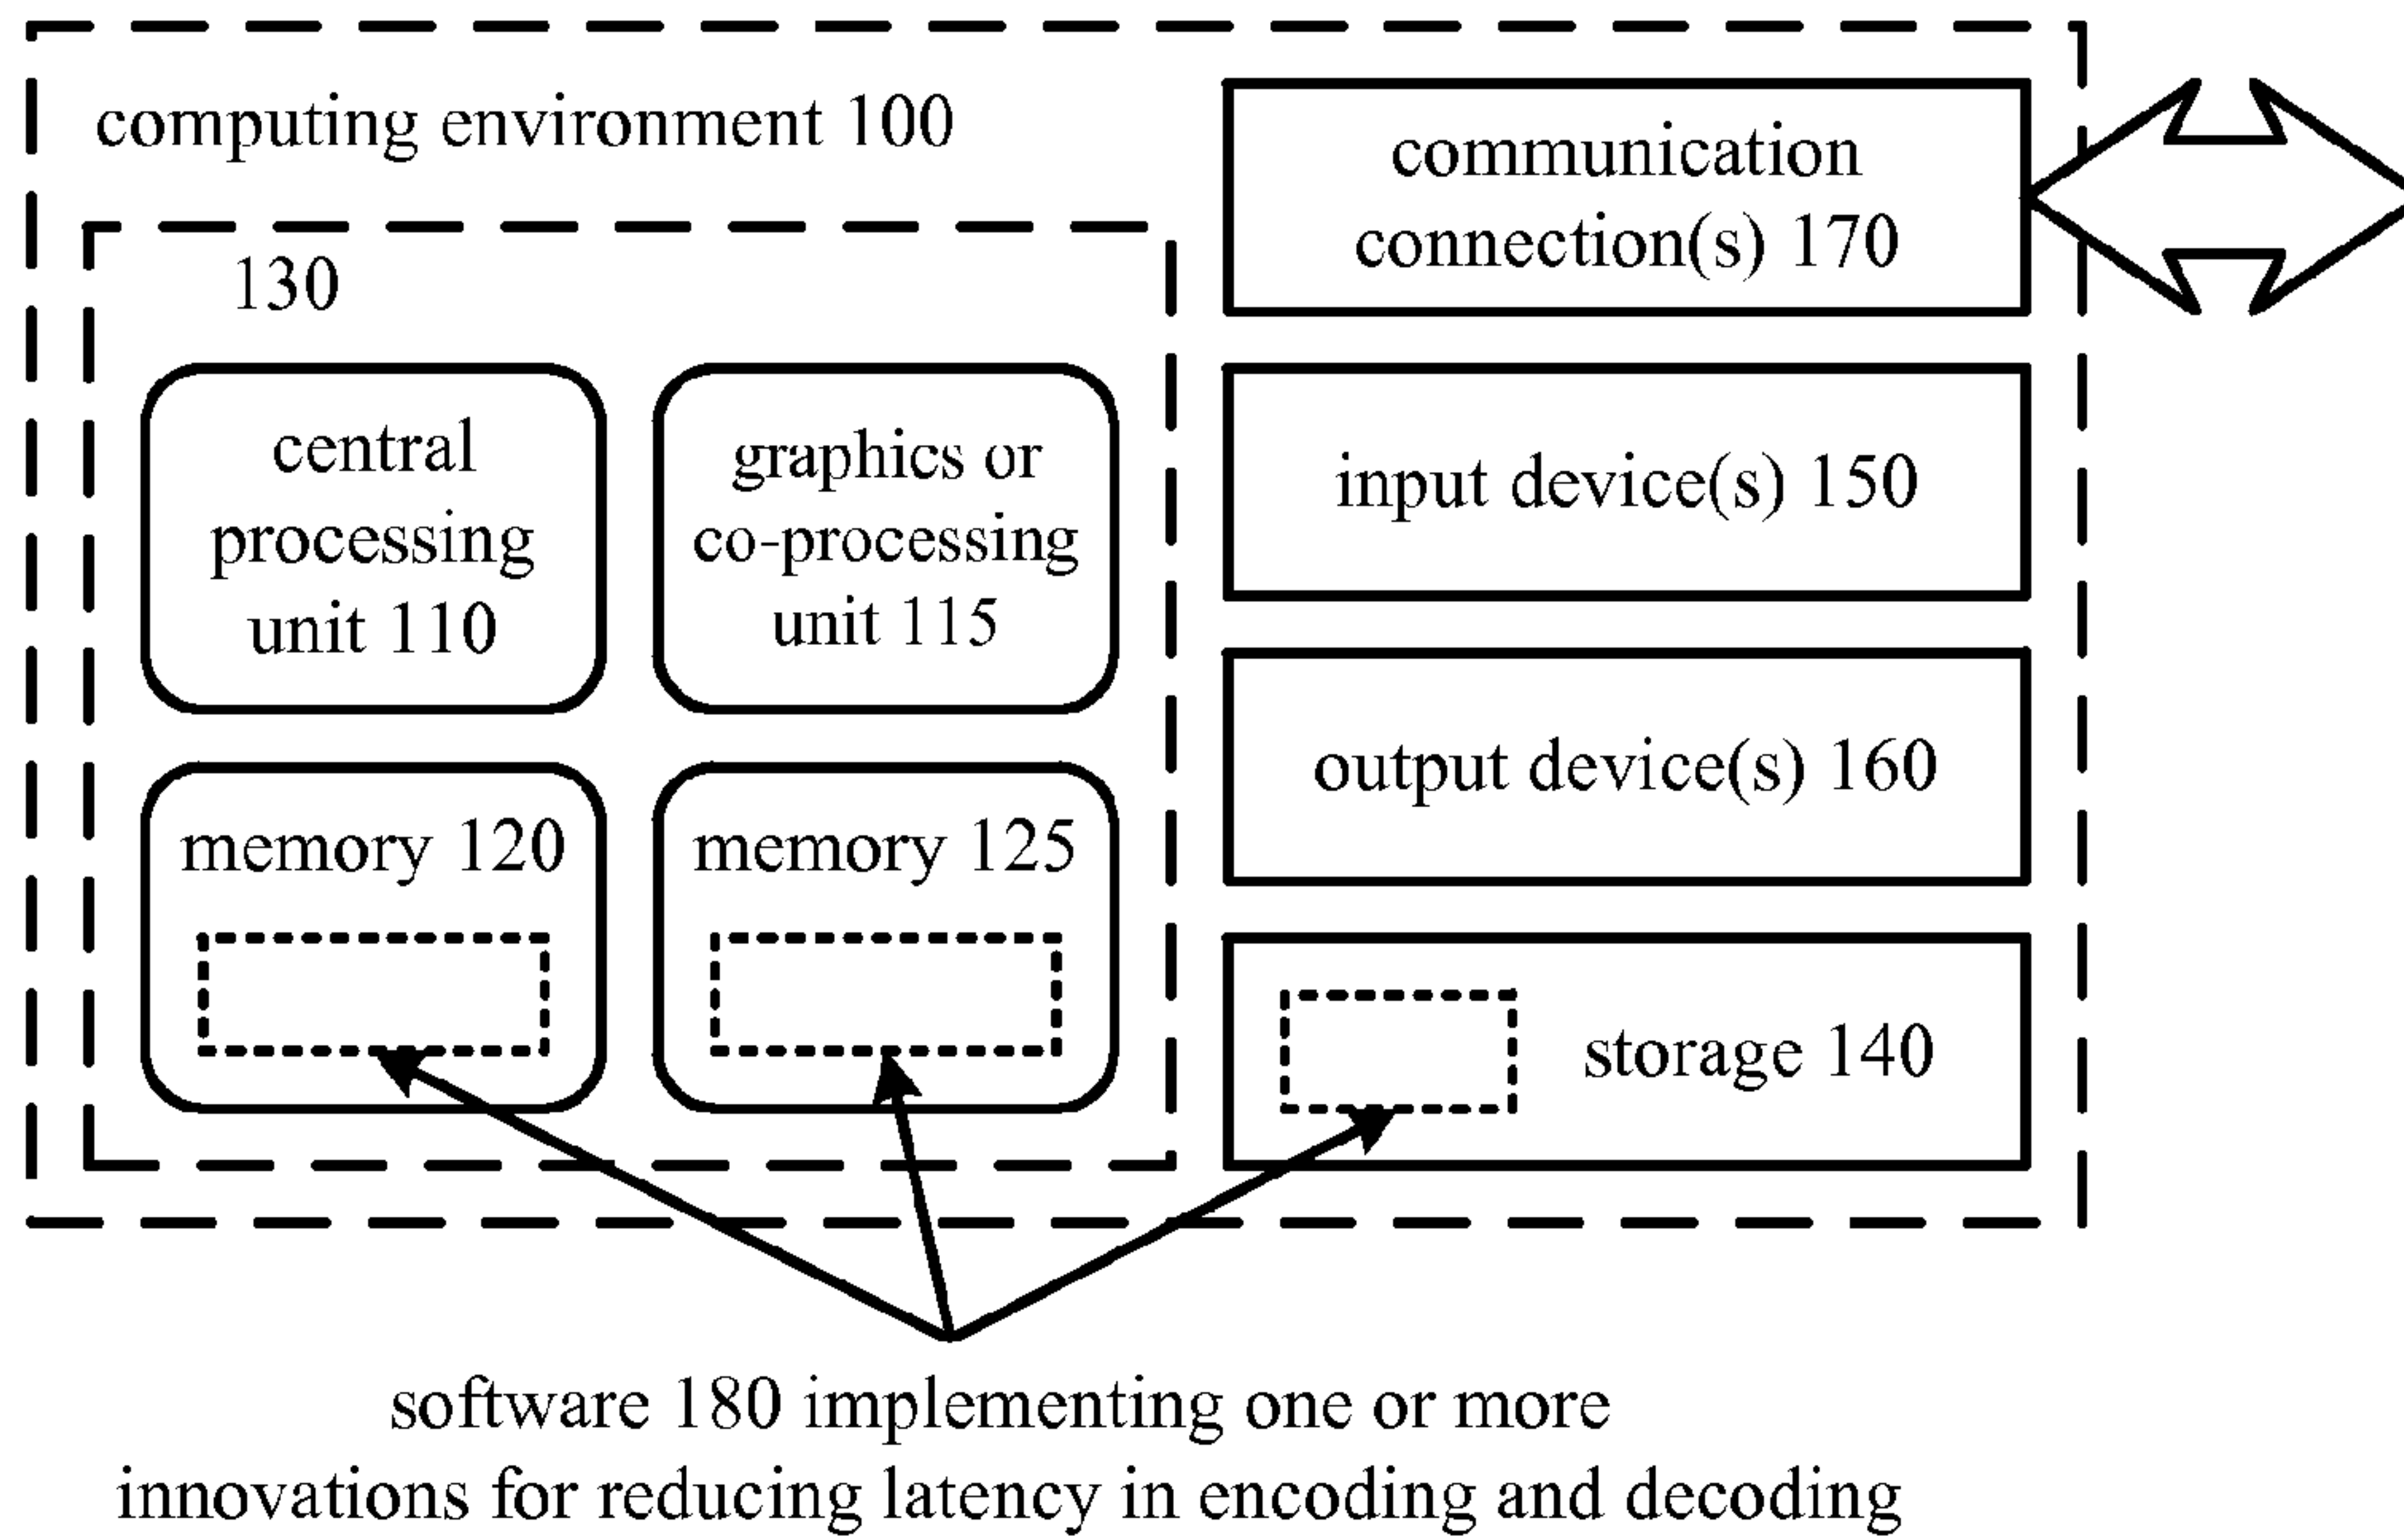 computing environment 100
130
central
processing
unit 110
graphics or
co-processing
unit 115
memory 120
memory 125
communication
connection(s) 170
input device(s) 150
output device(s) 160
storage 140
software 180 implementing one or more
innovations for reducing latency in encoding and decoding